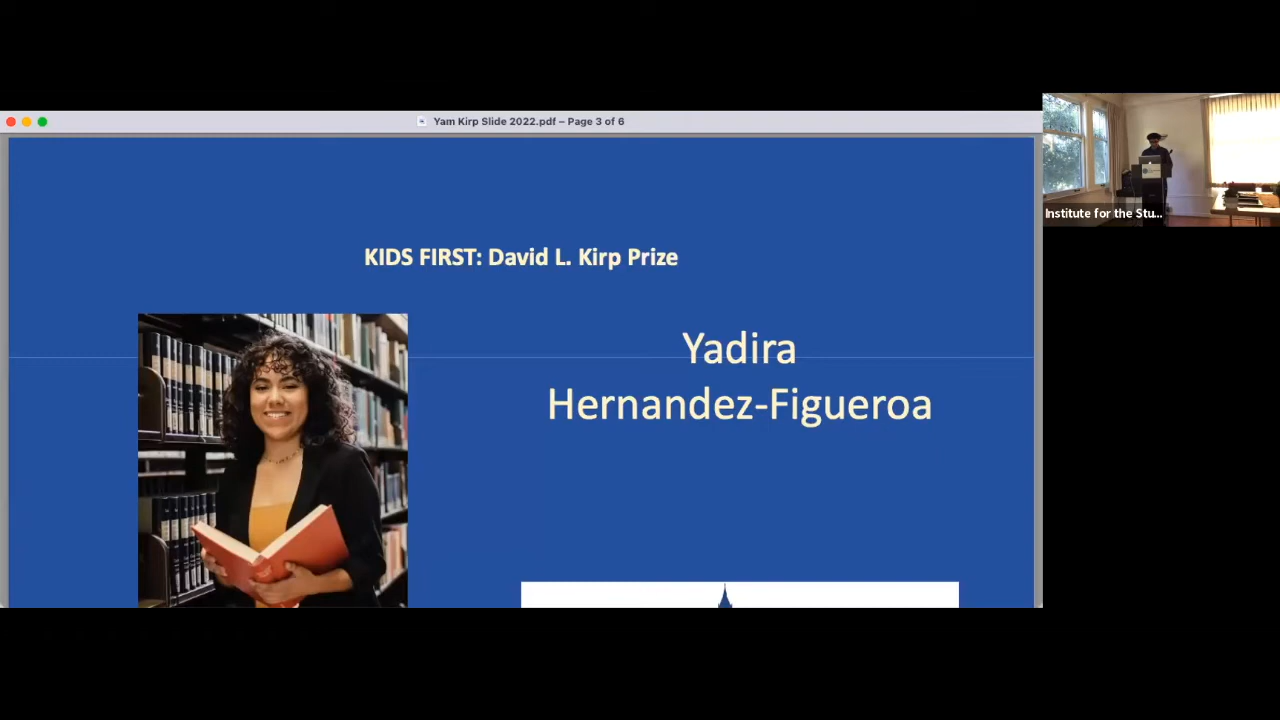 Yam Kirp Slide 2022.pdf – Page 3 of 6
KIDS FIRST: David L. Kirp Prize
Yadira
Hernandez-Figueroa
Institute for the Stu...